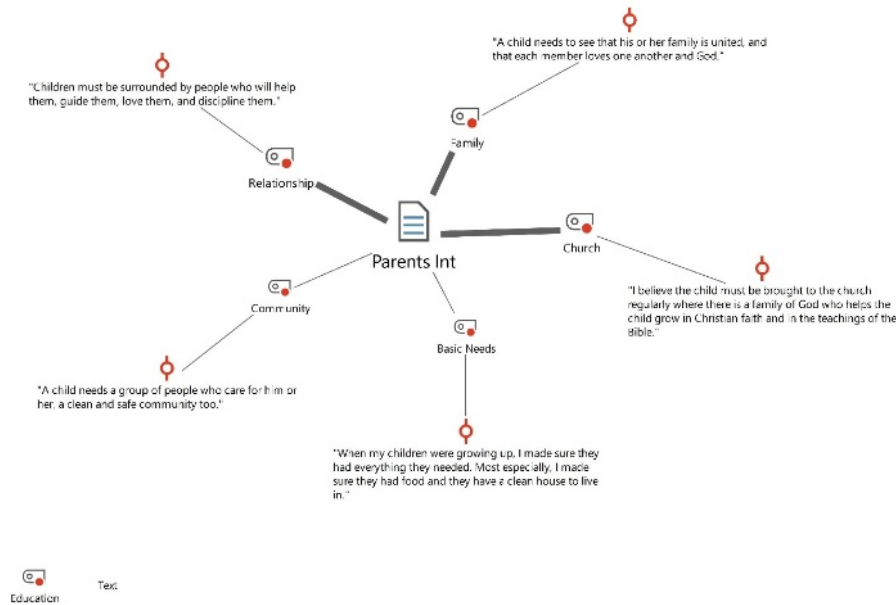 "A child needs to see that his or her family is united, and
that each member loves one another and God."
"Children must be surrounded by people who will help
them, guide them, love them, and discipline them."
Family
Relationship
Church
Parents Int
"I believe the child must be brought to the church
regularly where there is a family of God who helps the
child grow in Christian faith and in the teachings of the
Bible."
Community
Basic Needs
"A child needs a group of people who care for him or
her, a clean and safe community too."
"When my children were growing up, I made sure they
had everything they needed. Most especially, I made
sure they had food and they have a clean house to live
in."
Education
Text